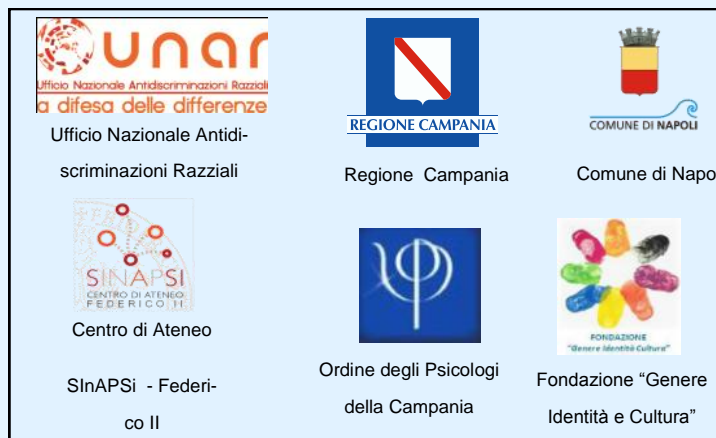 unar
Ufficio Nazionale Antidiscriminazioni Razziali
a difesa delle differenze
Ufficio Nazionale Antidi-
scriminazioni Razziali
REGIONE CAMPANIA
Regione Campania
COMUNE DI NAPOLI
Comune di Napo
SINAPSI
CENTRO DI ATENEO
FEDERICO II
Centro di Ateneo
SInAPSi - Federi-
co II
Ordine degli Psicologi
della Campania
FONDAZIONE
"Genere Identità Cultura"
Fondazione “Genere
Identità e Cultura”